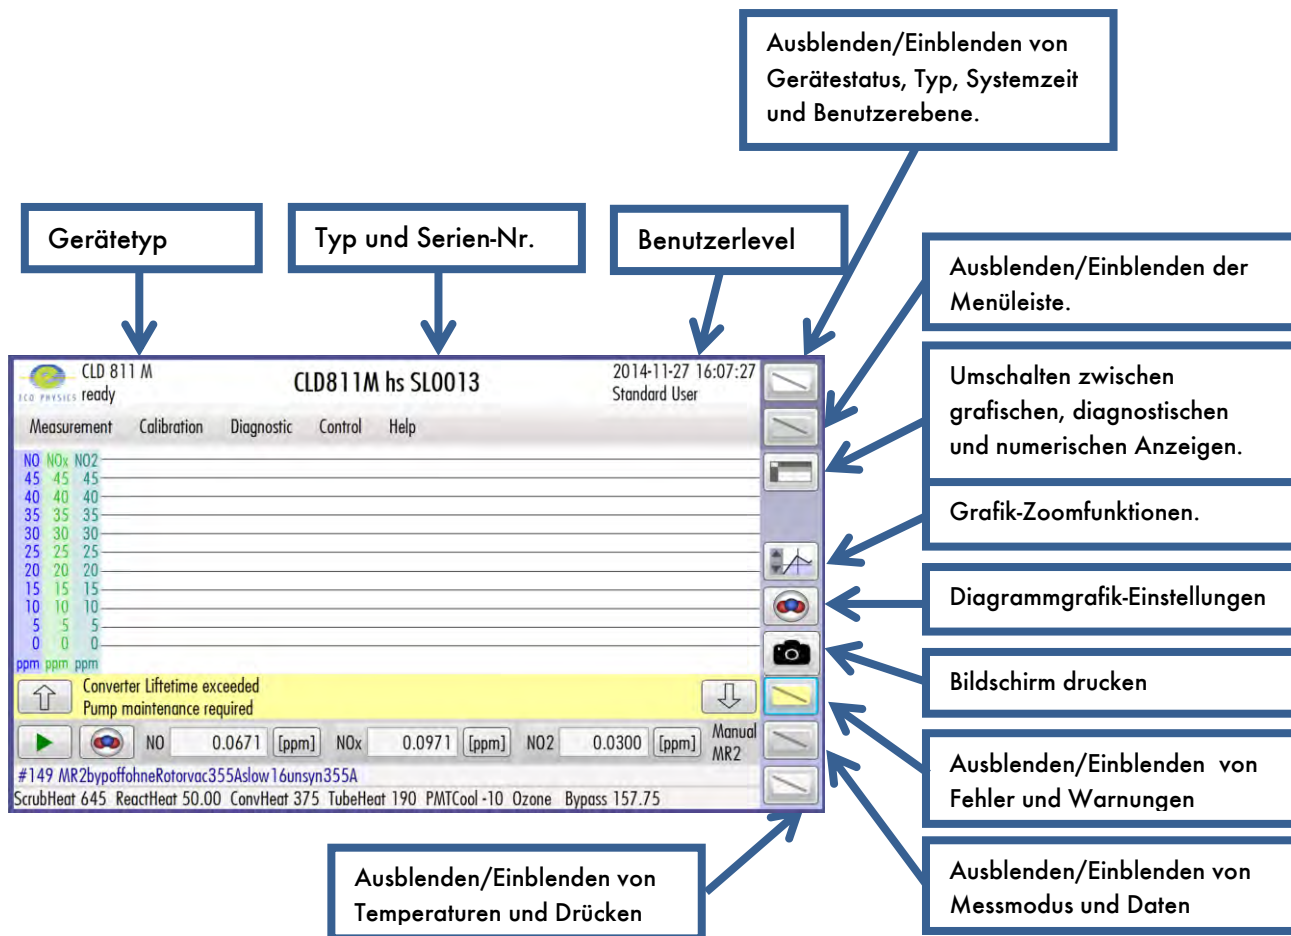 Ausblenden/Einblenden von
Gerätestatus, Typ, Systemzeit
und Benutzerebene.
Gerätetyp
Typ und Serien-Nr.
Benutzerlevel
Ausblenden/Einblenden der
Menüleiste.
Umschalten zwischen
grafischen, diagnostischen
und numerischen Anzeigen.
Grafik-Zoomfunktionen.
Diagrammgrafik-Einstellungen
Bildschirm drucken
Ausblenden/Einblenden von
Fehler und Warnungen
Ausblenden/Einblenden von
Messmodus und Daten
Ausblenden/Einblenden von
Temperaturen und Drücken
ECO PHYSICS
CLD 811 M
ready
CLD811M hs SL0013
2014-11-27 16:07:27
Standard User
Measurement Calibration Diagnostic Control Help
NO NOx NO2
45 45 45
40 40 40
35 35 35
30 30 30
25 25 25
20 20 20
15 15 15
10 10 10
5 5 5
0 0 0
ppm ppm ppm
Converter Liftetime exceeded
Pump maintenance required
NO 0.0671 [ppm] NOx 0.0971 [ppm] NO2 0.0300 [ppm]
Manual
MR2
#149 MR2bypoffohneRotorvac355Aslow16unsyn355A
ScrubHeat 645 ReactHeat 50.00 ConvHeat 375 TubeHeat 190 PMTCool -10 Ozone Bypass 157.75